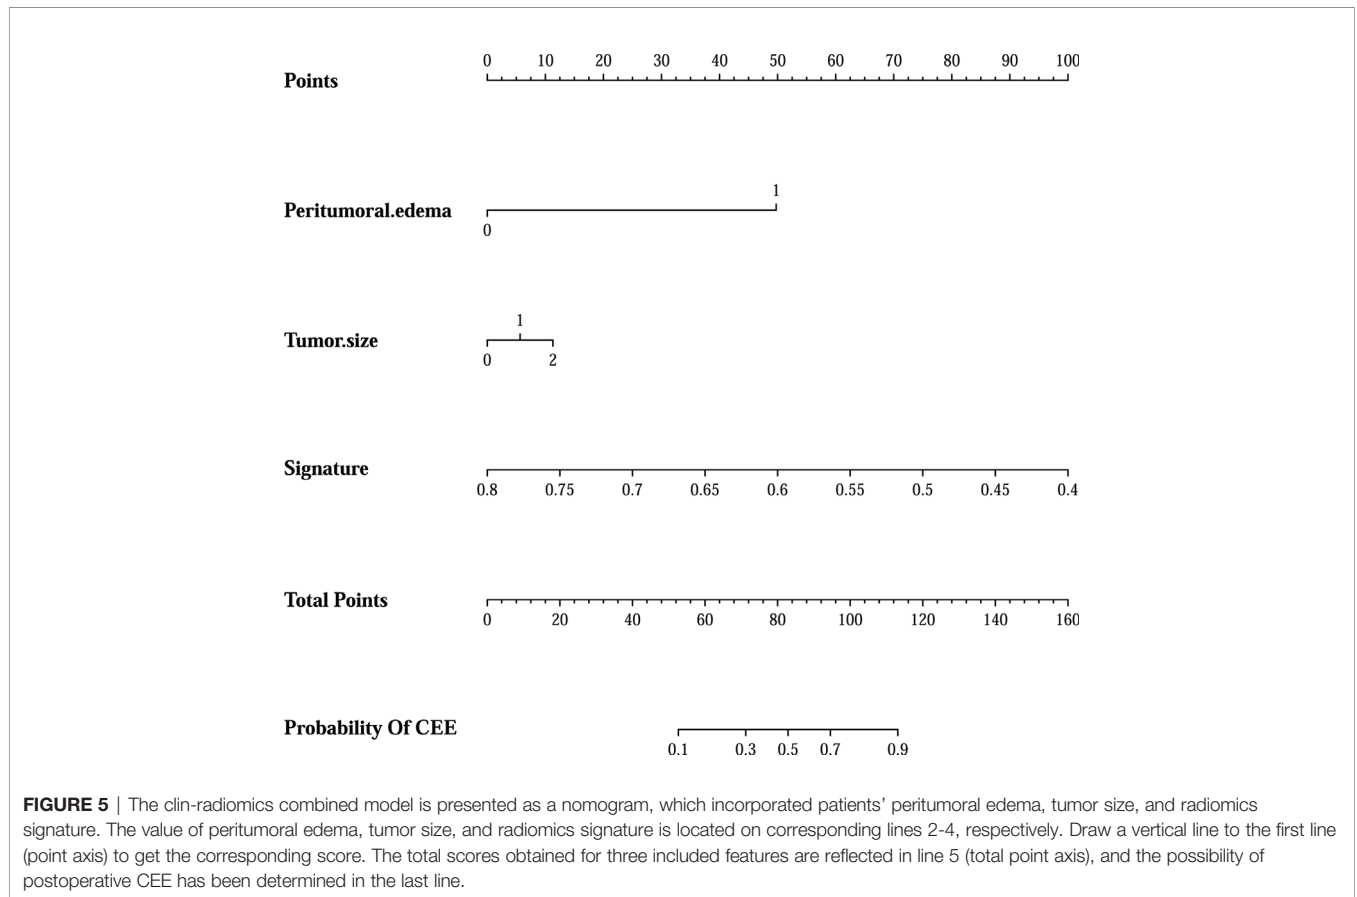 0 10 20 30 40 50 60 70 80 90 100
Points
1
Peritumoral.edema
0
1
Tumor.size
0 2
Signature
0.8 0.75 0.7 0.65 0.6 0.55 0.5 0.45 0.4
Total Points
0 20 40 60 80 100 120 140 160
Probability Of CEE
0.1 0.3 0.5 0.7 0.9
FIGURE 5 | The clin-radiomics combined model is presented as a nomogram, which incorporated patients’ peritumoral edema, tumor size, and radiomics
signature. The value of peritumoral edema, tumor size, and radiomics signature is located on corresponding lines 2-4, respectively. Draw a vertical line to the first line
(point axis) to get the corresponding score. The total scores obtained for three included features are reflected in line 5 (total point axis), and the possibility of
postoperative CEE has been determined in the last line.